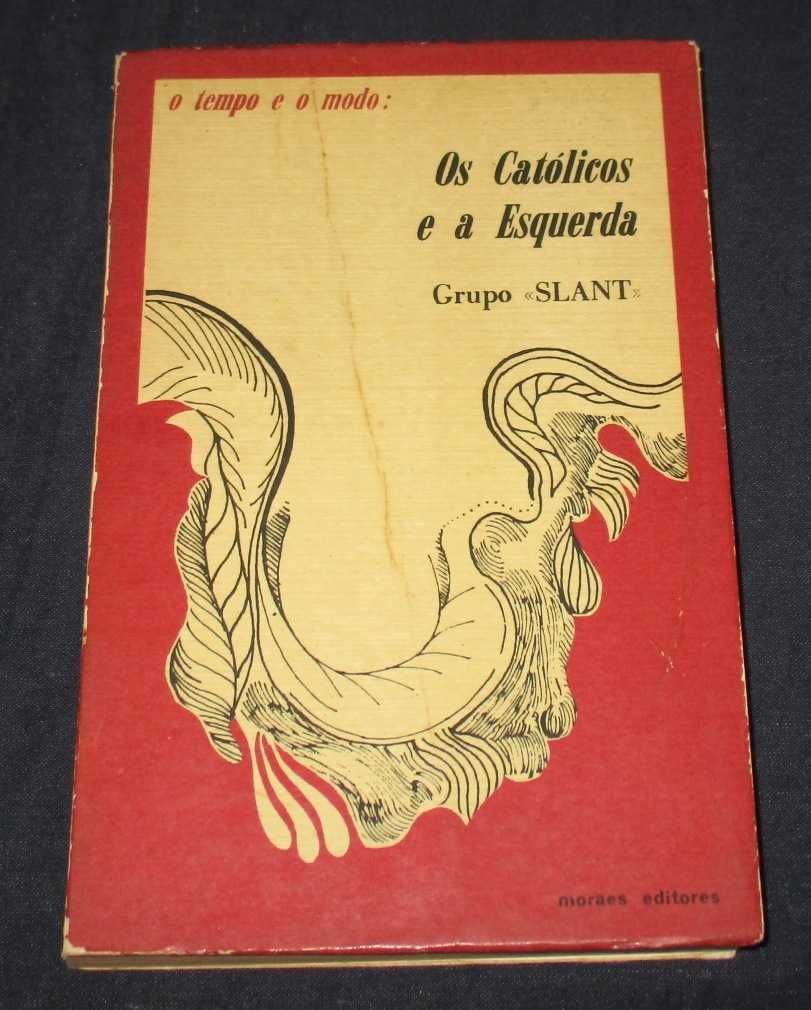 o tempo e o modo:
Os Católicos
e a Esquerda
Grupo «SLANT»
moraes editores